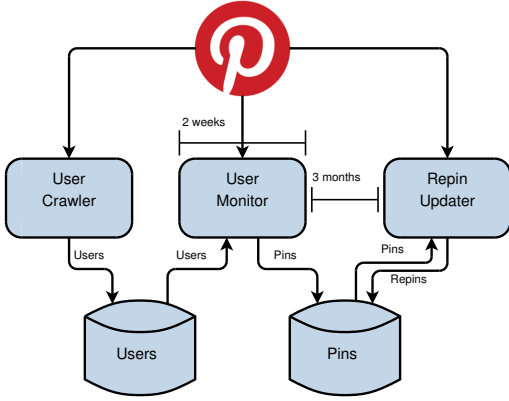 2 weeks
User
Crawler
User
Monitor
3 months
Repin
Updater
Users
Users
Pins
Pins
Repins
Users
Pins